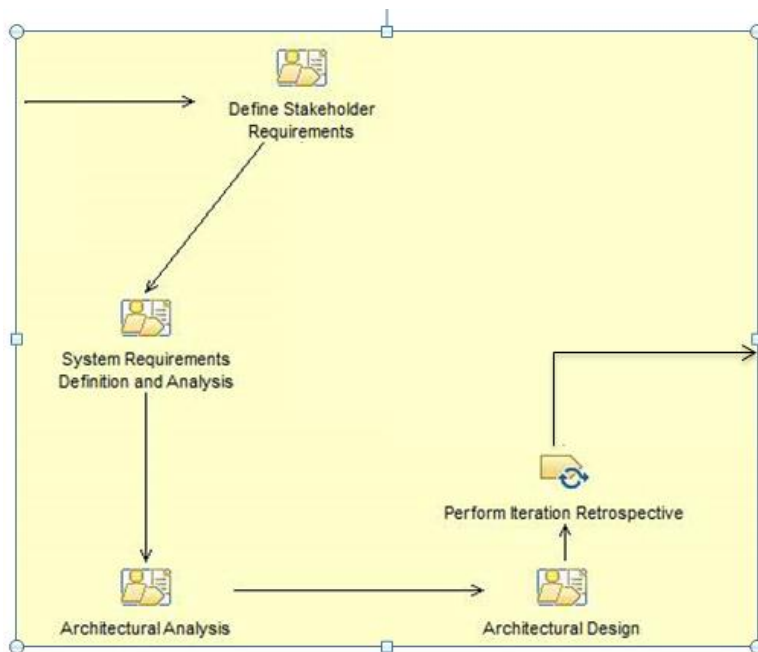 Define Stakeholder
Requirements
System Requirements
Definition and Analysis
Perform Iteration Retrospective
Architectural Analysis
Architectural Design